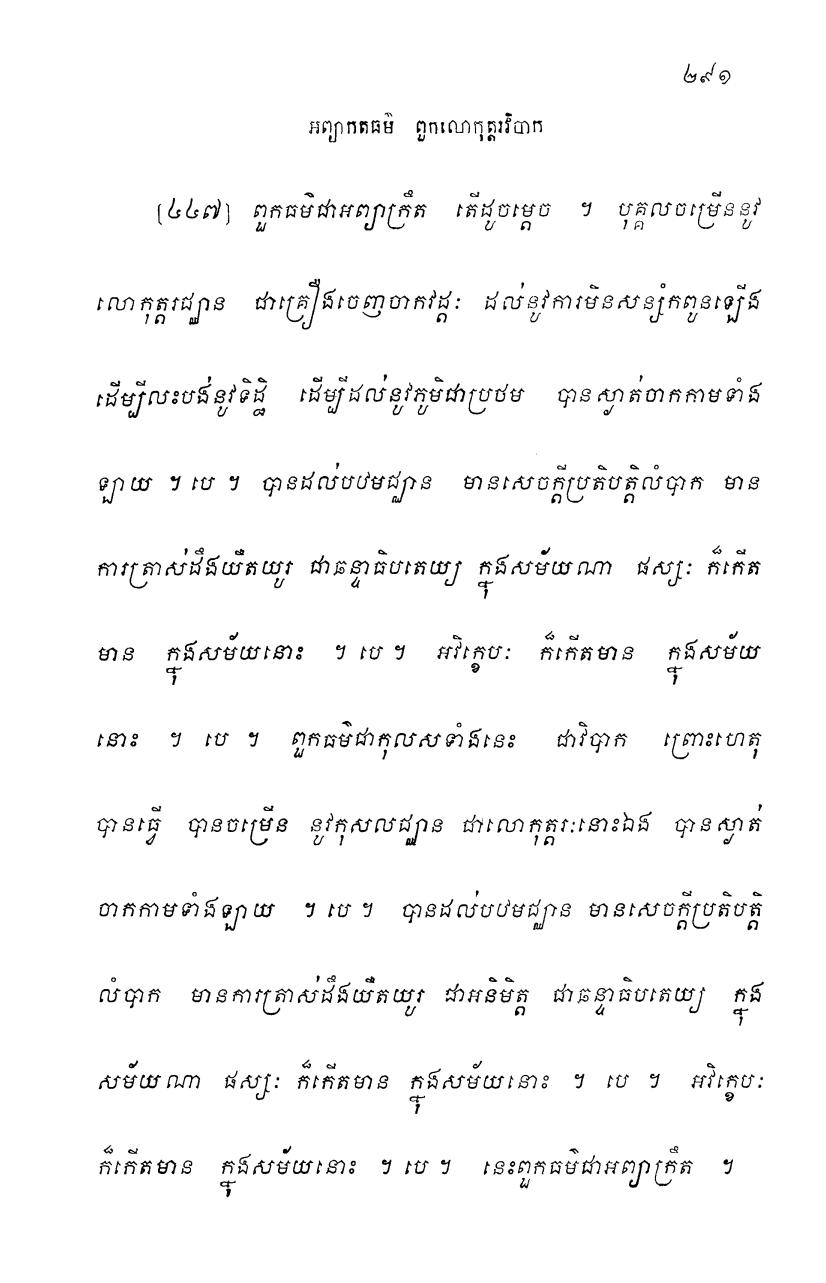 ២៩១
អព្យាកតធម៌ ពួកលោកុត្តរវិបាក
[៤៤៧] ពួកធម៌ជាអព្យាក្រឹត តើដូចម្តេច ។ បុគ្គលចម្រើននូវ
លោកុត្តរជ្ឈាន ជាគ្រឿងចេញចាកវដ្តៈ ដល់នូវការមិនសន្សំកពូនឡើង
ដើម្បីលះបង់នូវទិដ្ឋិ ដើម្បីដល់នូវភូមិជាប្រថម បានស្ងាត់ចាកកាមទាំង
ឡាយ ។ បេ ។ បានដល់បឋមជ្ឈាន មានសេចក្តីប្រតិបត្តិលំបាក មាន
ការត្រាស់ដឹងយឺតយូរ ជាឆន្ទាធិបតេយ្យ ក្នុងសម័យណា ផស្សៈ ក៏កើត
មាន ក្នុងសម័យនោះ ។ បេ ។ អវិក្ខេបៈ ក៏កើតមាន ក្នុងសម័យ
នោះ ។ បេ ។ ពួកធម៌ជាកុលសទាំងនេះ ជាវិបាក ព្រោះហេតុ
បានធ្វើ បានចម្រើន នូវកុសលជ្ឈាន ជាលោកុត្តរៈនោះឯង បានស្ងាត់
ចាកកាមទាំងឡាយ ។ បេ ។ បានដល់បឋមជ្ឈាន មានសេចក្តីប្រតិបត្តិ
លំបាក មានការត្រាស់ដឹងយឺតយូរ ជាអនិមិត្ត ជាឆន្ទាធិបតេយ្យ ក្នុង
សម័យណា ផស្សៈ ក៏កើតមាន ក្នុងសម័យនោះ ។ បេ ។ អវិក្ខេបៈ
ក៏កើតមាន ក្នុងសម័យនោះ ។ បេ ។ នេះពួកធម៌ជាអព្យាក្រឹត ។